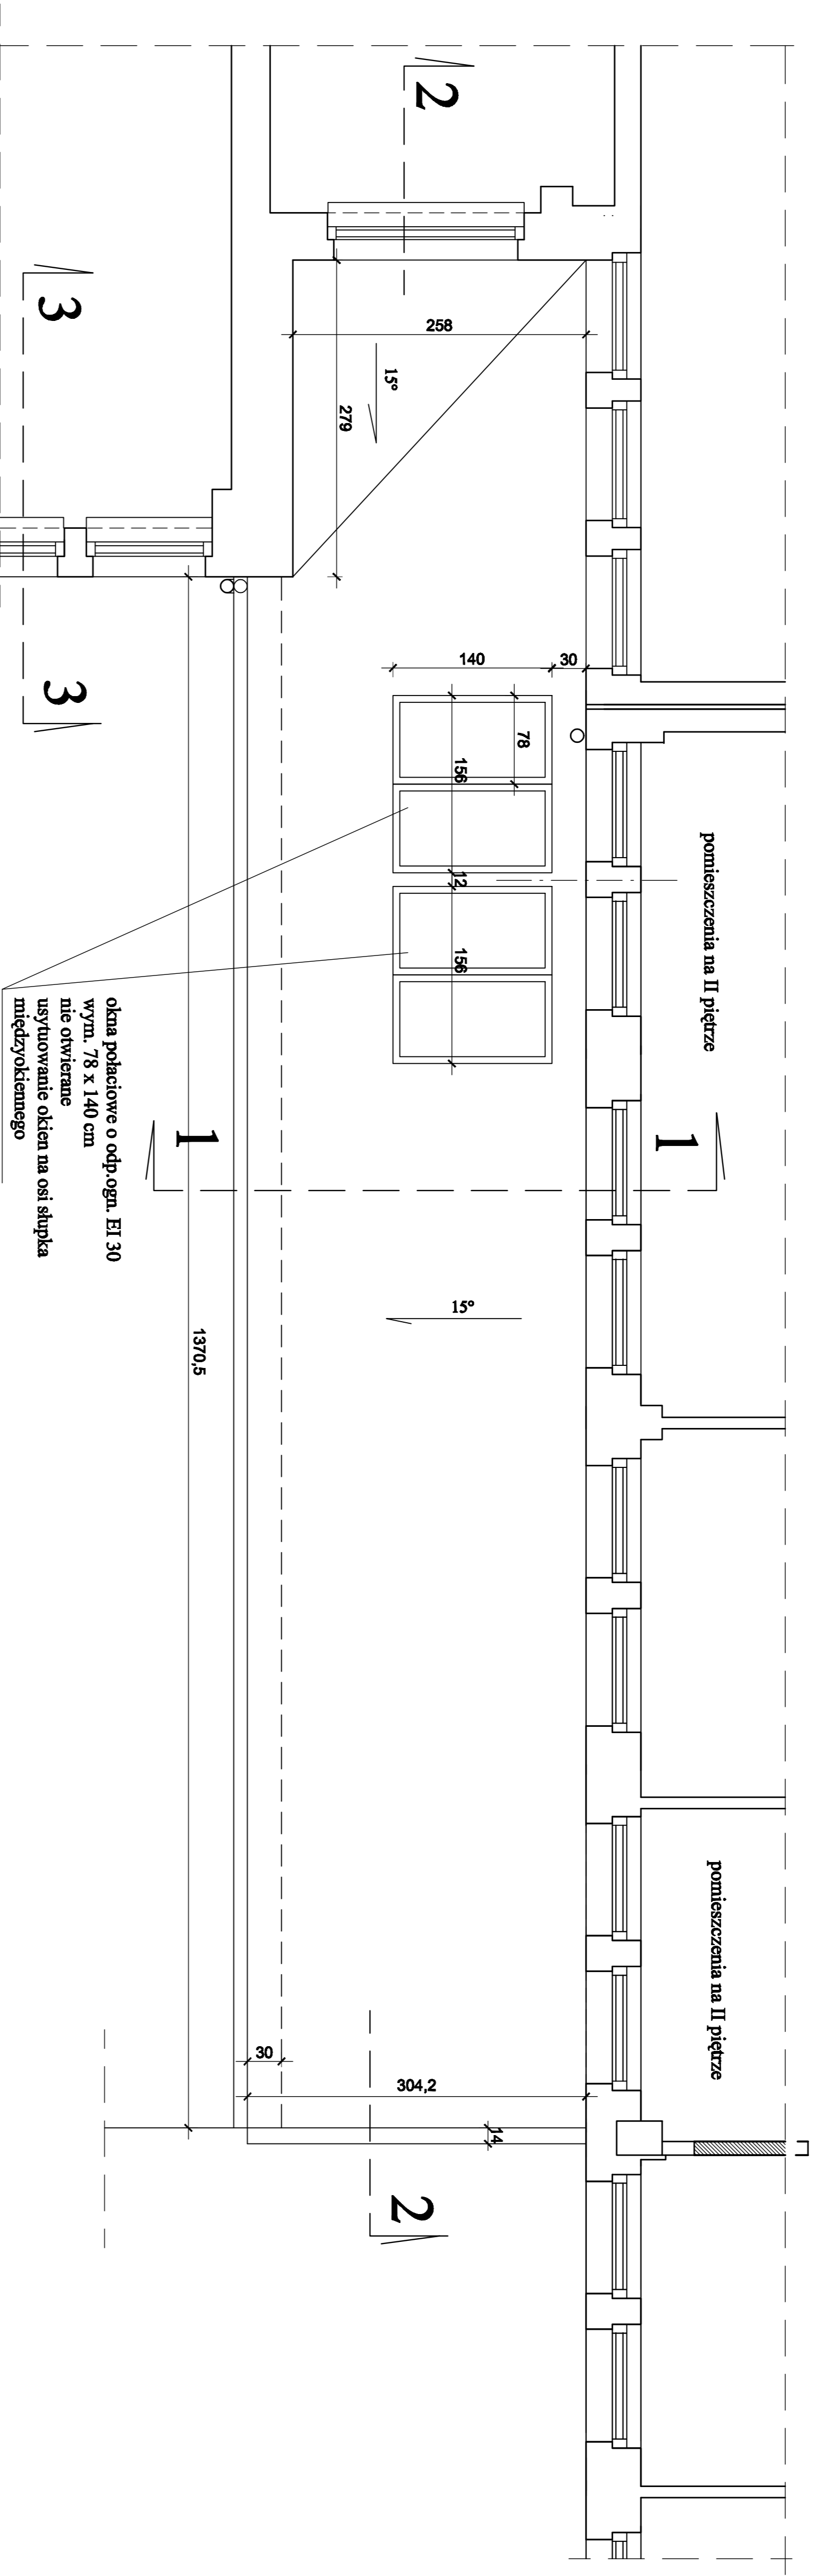 2
3
258
15°
279
3
140
30
78
156
12
156
pomieszczenia na II piętrze
okna połaciowe o odp.ogn. EI 30
wym. 78 x 140 cm
nie otwierane
usytuowanie okien na osi słupka
międzyokiennego
1
1
15°
1370,5
pomieszczenia na II piętrze
30
304,2
14
2